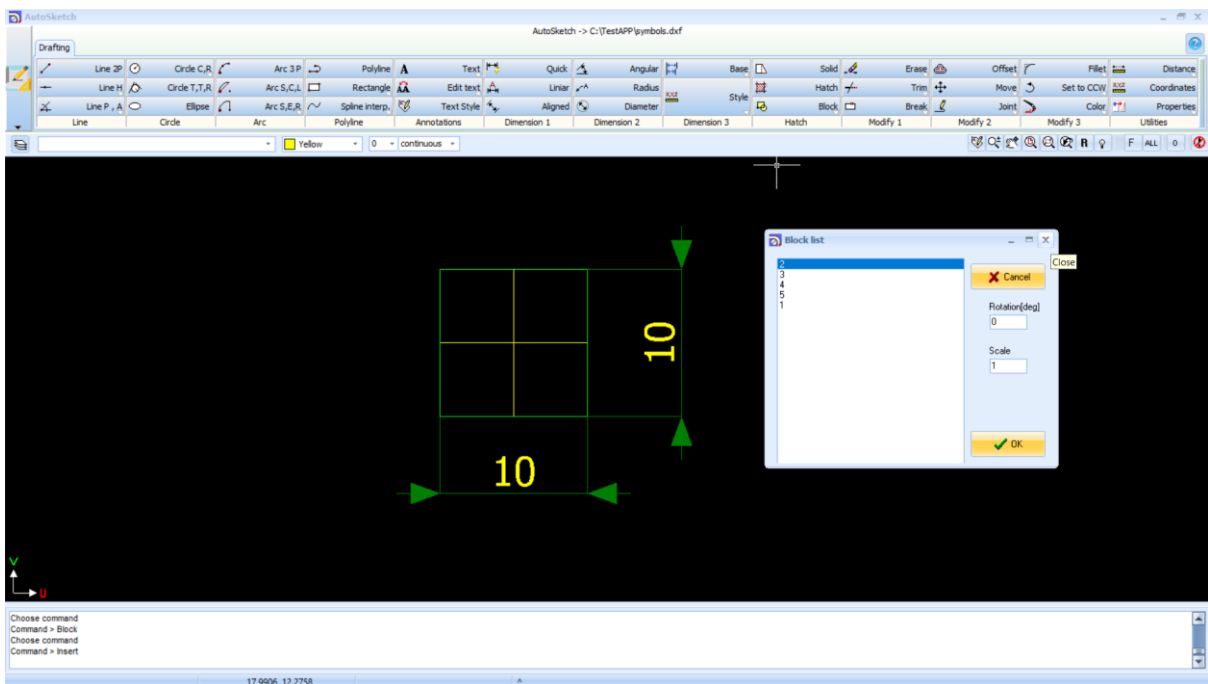 AutoSketch
AutoSketch -> C:\TestAPP\symbols.dxf
Drafting
Line 2P Circle C,R Arc 3 P Polyline A Text Quick Angular Base Solid Erase Offset Fillet Distance
Line H Circle T,T,R Arc S,C,L Rectangle Edit text Liniar Radius Style Hatch Trim Move Set to CCW Coordinates
Line P , A Ellipse Arc S,E,R Spline interp. Text Style Aligned Diameter Block Break Joint Color Properties
Line Circle Arc Polyline Annotations Dimension 1 Dimension 2 Dimension 3 Hatch Modify 1 Modify 2 Modify 3 Utilities
Yellow 0 continuous R F ALL 0
Block list
Close
2
3
4
5
1
Cancel
Rotation[deg]
0
Scale
1
OK
10
10
V
U
Choose command
Command > Block
Choose command
Command > Insert
17.9906, 12.2758